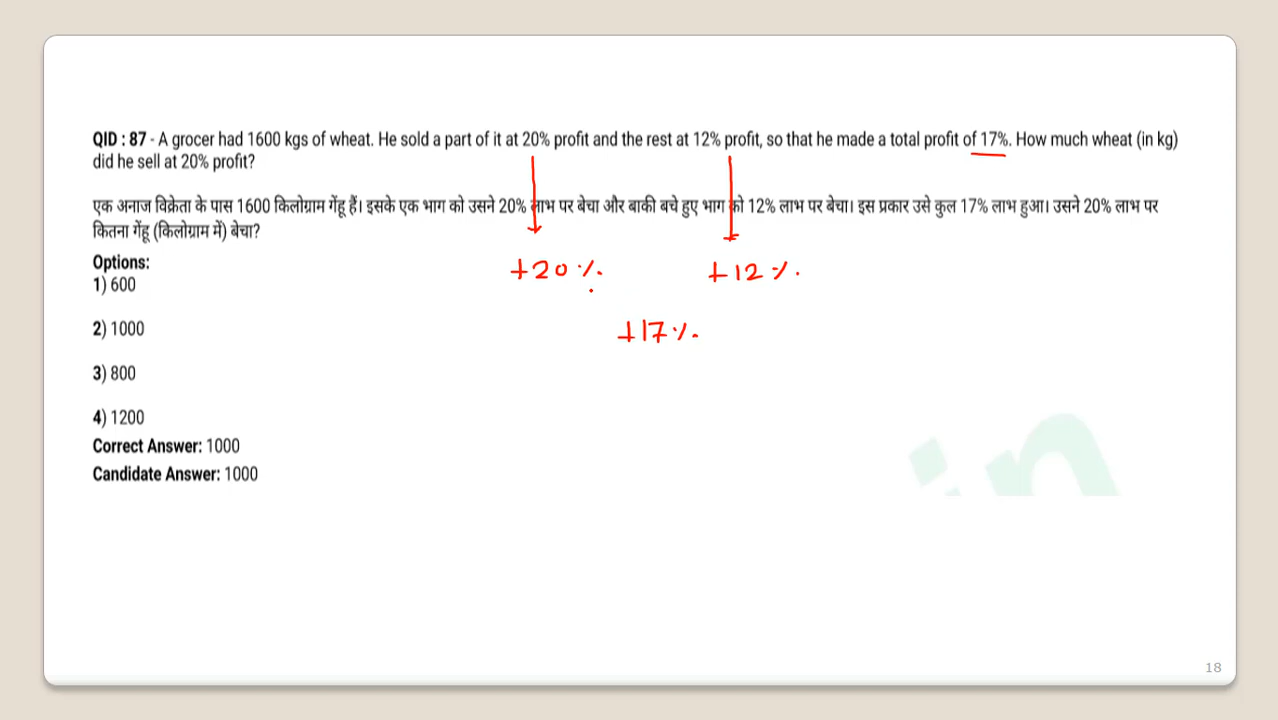 QID : 87 - A grocer had 1600 kgs of wheat. He sold a part of it at 20% profit and the rest at 12% profit, so that he made a total profit of 17%. How much wheat (in kg)
did he sell at 20% profit?
एक अनाज विक्रेता के पास 1600 किलोग्राम गेंहू हैं। इसके एक भाग को उसने 20% लाभ पर बेचा और बाकी बचे हुए भाग को 12% लाभ पर बेचा। इस प्रकार उसे कुल 17% लाभ हुआ। उसने 20% लाभ पर
कितना गेंहू (किलोग्राम में) बेचा?
Options:
1) 600
+20%
+12%
2) 1000
+17%
3) 800
4) 1200
Correct Answer: 1000
Candidate Answer: 1000
in
18